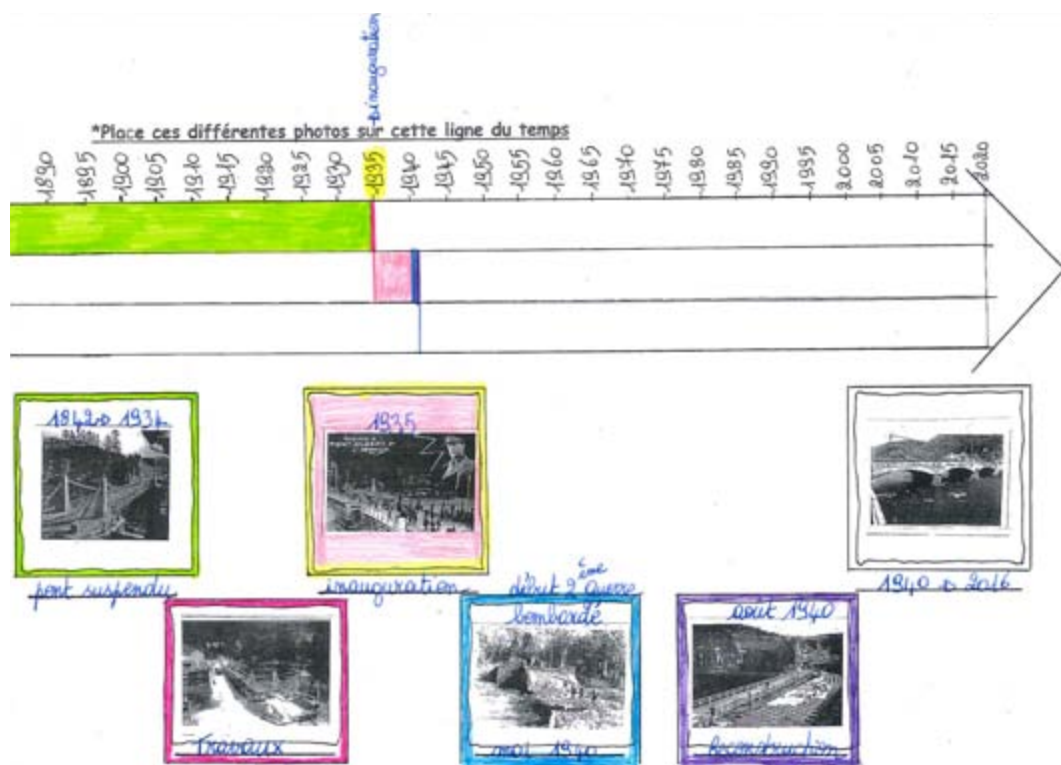 inauguration
*Place ces différentes photos sur cette ligne du temps
1890 1895 1900 1905 1910 1915 1920 1925 1930 1935 1940 1945 1950 1955 1960 1965 1970 1975 1980 1985 1990 1995 2000 2005 2010 2015 2020
1842 → 1934
pont suspendu
1935
inauguration
1940 → 2016
Travaux
début 2ème guerre
bombardé
mai 1940
août 1940
Reconstruction